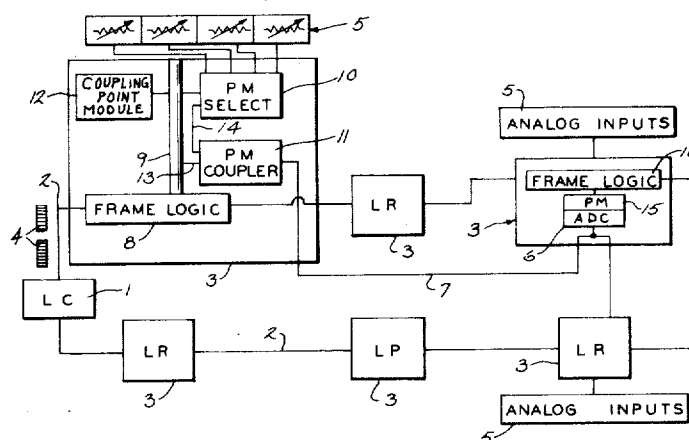 5
12
COUPLING
POINT
MODULE
PM
SELECT
10
14
11
9
13
PM
COUPLER
2
FRAME LOGIC
8
4
3
LR
3
5
ANALOG INPUTS
FRAME LOGIC
PM
ADC
15
3
6
7
LC
1
LR
3
2
LP
3
LR
3
ANALOG INPUTS
5